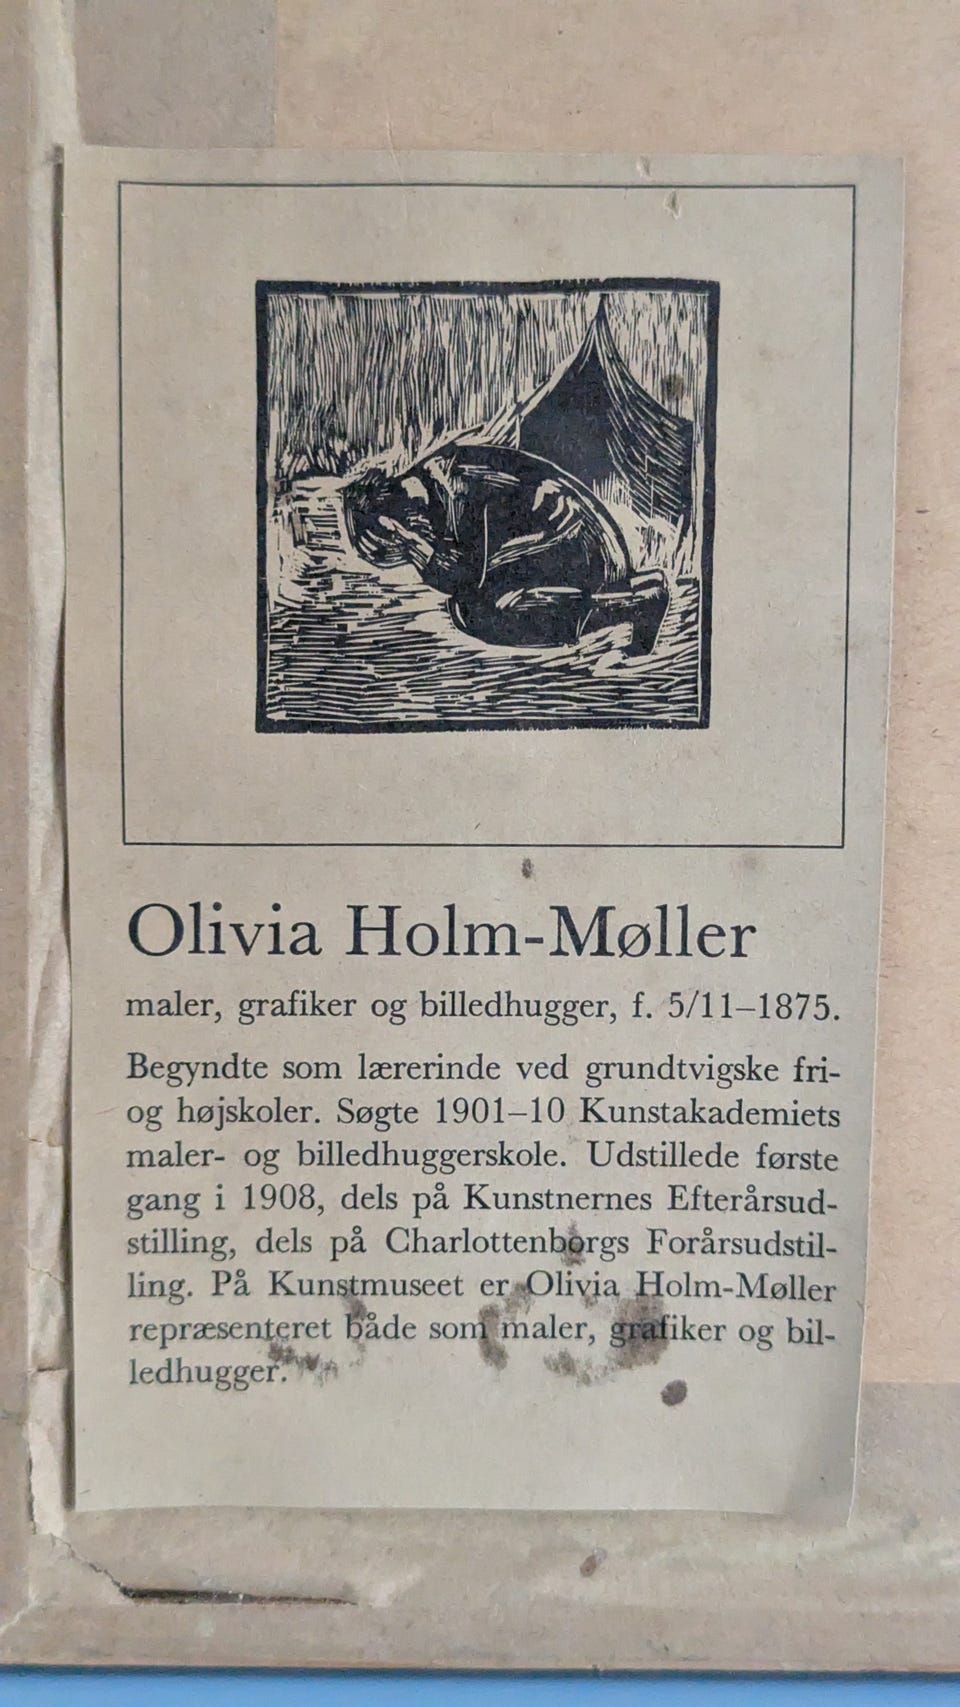 Olivia Holm-Møller
maler, grafiker og billedhugger, f. 5/11–1875.
Begyndte som lærerinde ved grundtvigske fri-
og højskoler. Søgte 1901–10 Kunstakademiets
maler- og billedhuggerskole. Udstillede første
gang i 1908, dels på Kunstnernes Efterårsud-
stilling, dels på Charlottenborgs Forårsudstil-
ling. På Kunstmuseet er Olivia Holm-Møller
repræsenteret både som maler, grafiker og bil-
ledhugger.